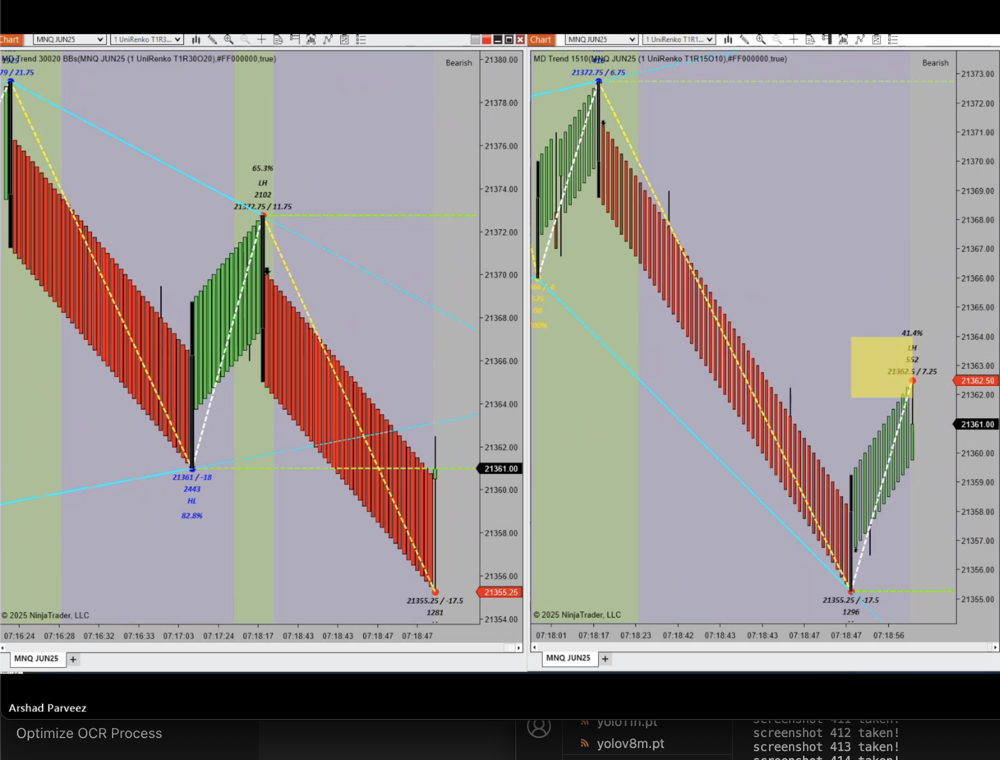 Chart
MNQ JUN25
1 UniRenko T1R3...
MD Trend 30020 BBs(MNQ JUN25 (1 UniRenko T1R30O20),#FF000000,true)
Bearish
79 / 21.75
65.3%
LH
2102
21372.75 / 11.75
21361 / -18
2443
HL
82.8%
21355.25 / -17.5
1281
21380.00
21378.00
21376.00
21374.00
21372.00
21370.00
21368.00
21366.00
21364.00
21362.00
21361.00
21360.00
21358.00
21356.00
21355.25
21354.00
© 2025 NinjaTrader, LLC
07:16:24 07:16:28 07:16:32 07:16:33 07:17:03 07:17:24 07:18:17 07:18:43 07:18:43 07:18:47 07:18:47
MNQ JUN25 +
Chart
MNQ JUN25
1 UniRenko T1R1...
MD Trend 1510(MNQ JUN25 (1 UniRenko T1R15O10),#FF000000,true)
Bearish
21372.75 / 6.75
41.4%
LH
552
21362.5 / 7.25
21355.25 / -17.5
1296
21373.00
21372.00
21371.00
21370.00
21369.00
21368.00
21367.00
21366.00
21365.00
21364.00
21363.00
21362.50
21362.00
21361.00
21360.00
21359.00
21358.00
21357.00
21356.00
21355.00
© 2025 NinjaTrader, LLC
07:18:01 07:18:17 07:18:23 07:18:42 07:18:43 07:18:43 07:18:47 07:18:47 07:18:56
MNQ JUN25 +
Arshad Parveez
Optimize OCR Process
yolo11n.pt
yolov8m.pt
screenshot 411 taken!
screenshot 412 taken!
screenshot 413 taken!
screenshot 414 taken!